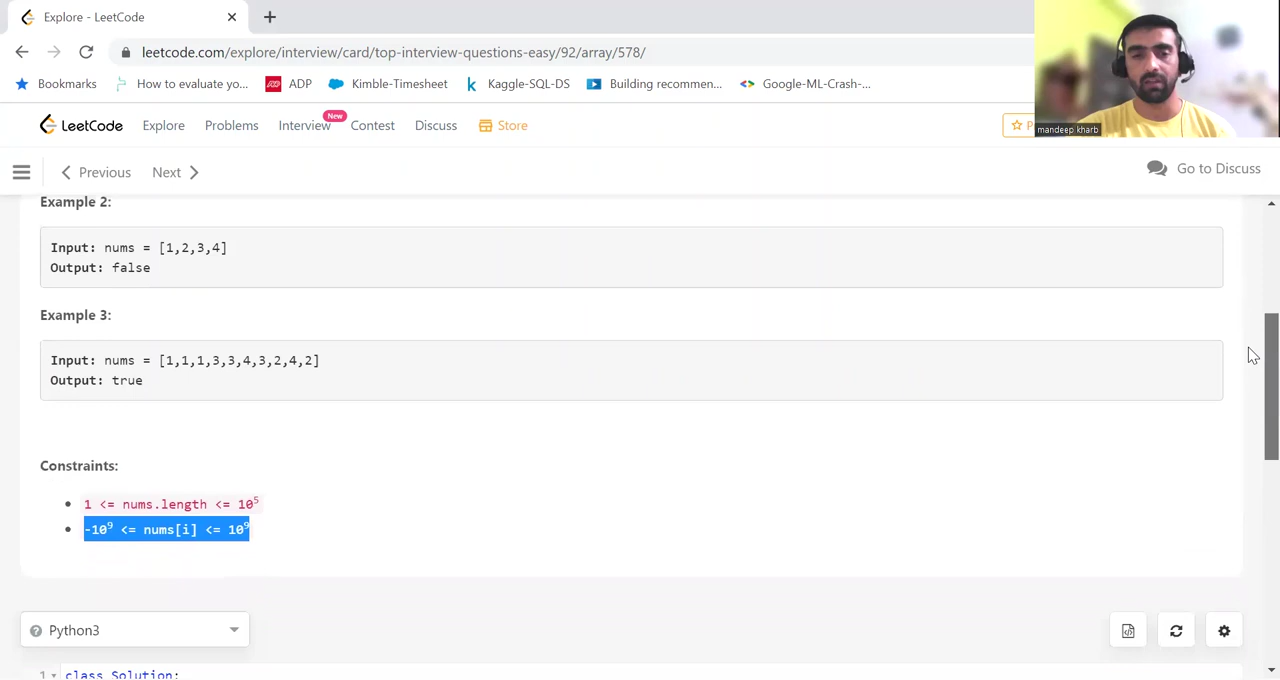 Explore - LeetCode
leetcode.com/explore/interview/card/top-interview-questions-easy/92/array/578/
Bookmarks How to evaluate yo... ADP Kimble-Timesheet Kaggle-SQL-DS Building recommen... Google-ML-Crash-...
LeetCode Explore Problems Interview New Contest Discuss Store
mandeep kharb
Previous Next Go to Discuss
Example 2:
Input: nums = [1,2,3,4]
Output: false
Example 3:
Input: nums = [1,1,1,3,3,4,3,2,4,2]
Output: true
Constraints:
1 <= nums.length <= 10⁵
-10⁹ <= nums[i] <= 10⁹
Python3
1 class Solution: